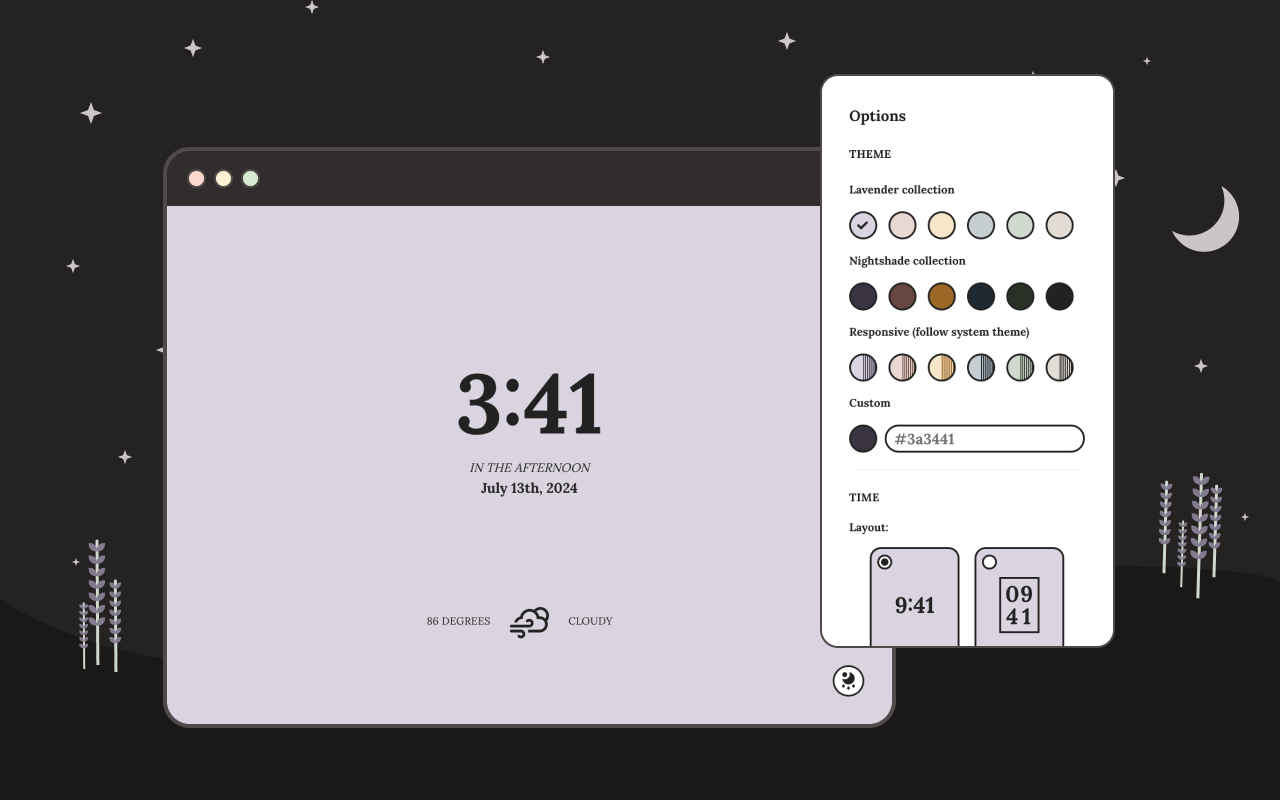 3:41
IN THE AFTERNOON
July 13th, 2024
86 DEGREES
CLOUDY
Options
THEME
Lavender collection
Nightshade collection
Responsive (follow system theme)
Custom
#3a3441
TIME
Layout:
9:41
09
41